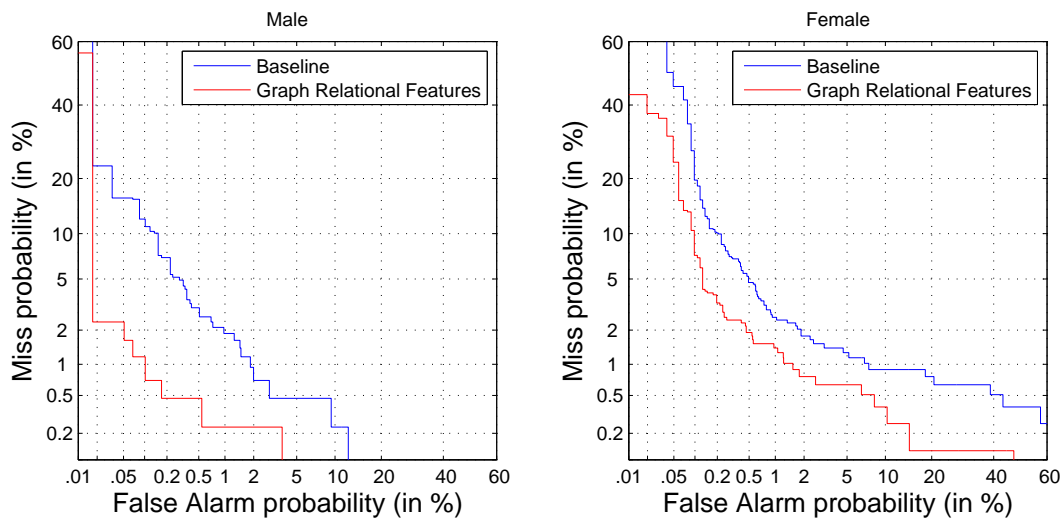 Male
60
40
20
10
5
2
1
0.5
0.2
Miss probability (in %)
Baseline
Graph Relational Features
.01 .05 0.2 0.5 1 2 5 10 20 40 60
False Alarm probability (in %)
Female
60
40
20
10
5
2
1
0.5
0.2
Miss probability (in %)
Baseline
Graph Relational Features
.01 .05 0.2 0.5 1 2 5 10 20 40 60
False Alarm probability (in %)